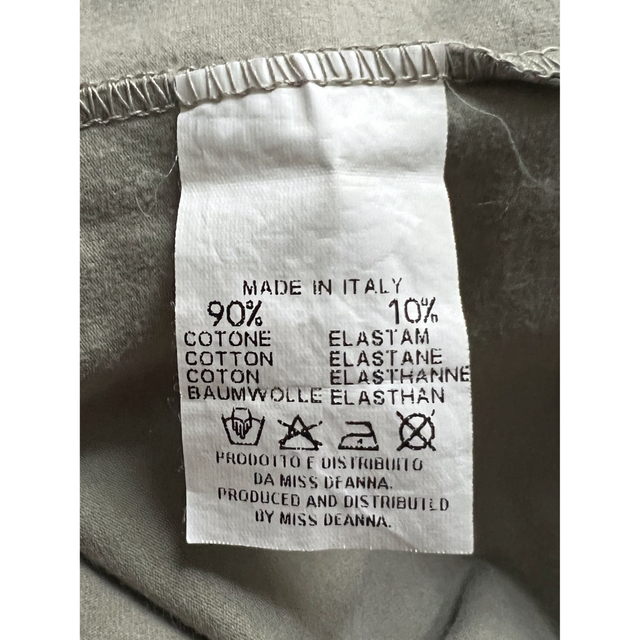 MADE IN ITALY
90% 10%
COTONE ELASTAM
COTTON ELASTANE
COTON ELASTHANNE
BAUMWOLLE ELASTHAN
PRODOTTO E DISTRIBUITO
DA MISS DEANNA.
PRODUCED AND DISTRIBUTED
BY MISS DEANNA.